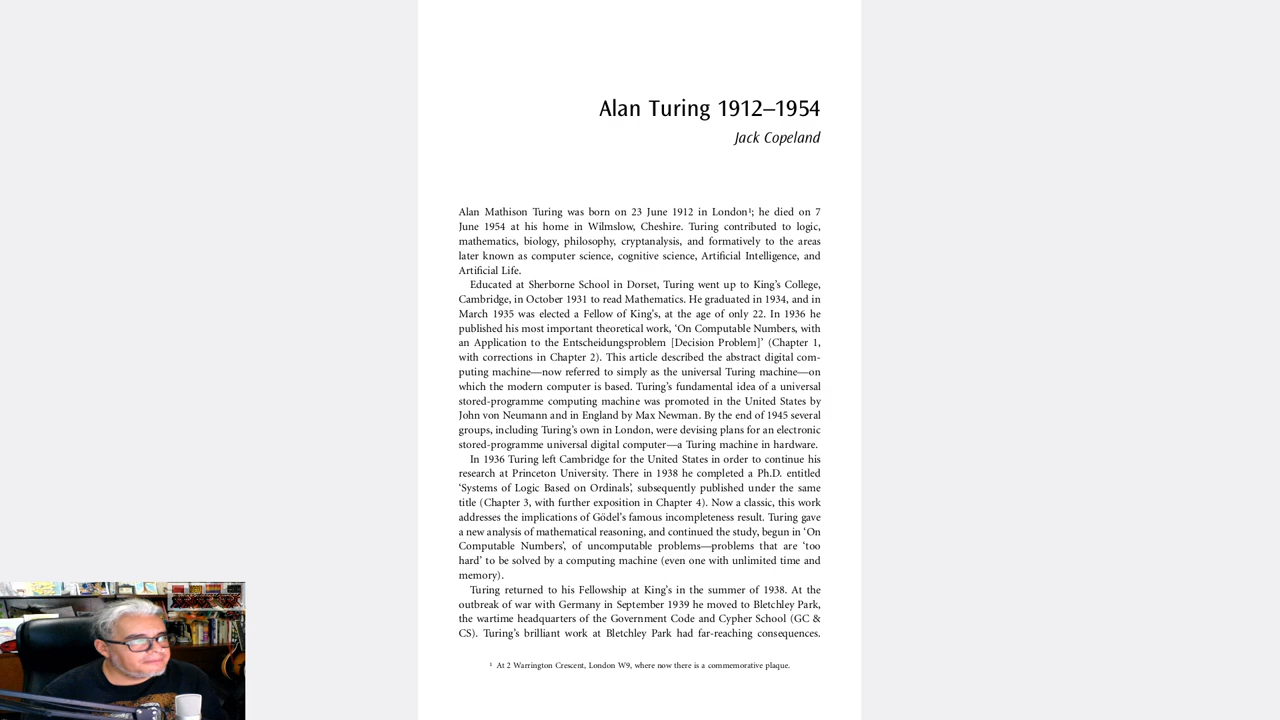 Alan Turing 1912–1954
Jack Copeland
Alan Mathison Turing was born on 23 June 1912 in London¹; he died on 7
June 1954 at his home in Wilmslow, Cheshire. Turing contributed to logic,
mathematics, biology, philosophy, cryptanalysis, and formatively to the areas
later known as computer science, cognitive science, Artificial Intelligence, and
Artificial Life.
Educated at Sherborne School in Dorset, Turing went up to King's College,
Cambridge, in October 1931 to read Mathematics. He graduated in 1934, and in
March 1935 was elected a Fellow of King's, at the age of only 22. In 1936 he
published his most important theoretical work, 'On Computable Numbers, with
an Application to the Entscheidungsproblem [Decision Problem]' (Chapter 1,
with corrections in Chapter 2). This article described the abstract digital com-
puting machine—now referred to simply as the universal Turing machine—on
which the modern computer is based. Turing's fundamental idea of a universal
stored-programme computing machine was promoted in the United States by
John von Neumann and in England by Max Newman. By the end of 1945 several
groups, including Turing's own in London, were devising plans for an electronic
stored-programme universal digital computer—a Turing machine in hardware.
In 1936 Turing left Cambridge for the United States in order to continue his
research at Princeton University. There in 1938 he completed a Ph.D. entitled
'Systems of Logic Based on Ordinals', subsequently published under the same
title (Chapter 3, with further exposition in Chapter 4). Now a classic, this work
addresses the implications of Gödel's famous incompleteness result. Turing gave
a new analysis of mathematical reasoning, and continued the study, begun in 'On
Computable Numbers', of uncomputable problems—problems that are 'too
hard' to be solved by a computing machine (even one with unlimited time and
memory).
Turing returned to his Fellowship at King's in the summer of 1938. At the
outbreak of war with Germany in September 1939 he moved to Bletchley Park,
the wartime headquarters of the Government Code and Cypher School (GC &
CS). Turing's brilliant work at Bletchley Park had far-reaching consequences.
¹ At 2 Warrington Crescent, London W9, where now there is a commemorative plaque.